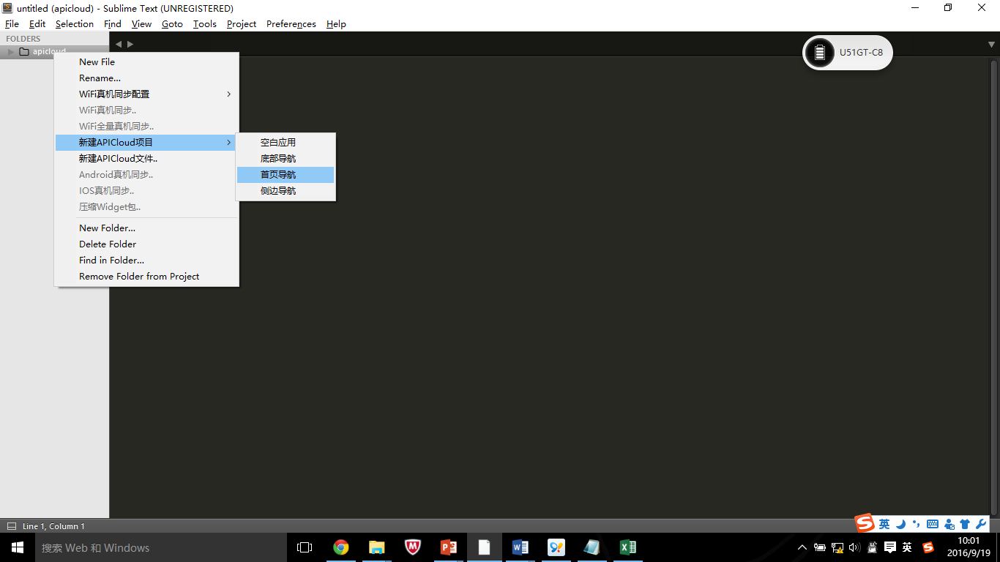 untitled (apicloud) - Sublime Text (UNREGISTERED)
File Edit Selection Find View Goto Tools Project Preferences Help
FOLDERS
apicloud
U51GT-C8
New File
Rename...
WiFi真机同步配置
WiFi真机同步..
WiFi全量真机同步..
新建APICloud项目
新建APICloud文件..
Android真机同步..
IOS真机同步..
压缩Widget包..
New Folder...
Delete Folder
Find in Folder...
Remove Folder from Project
空白应用
底部导航
首页导航
侧边导航
Line 1, Column 1
英
搜索 Web 和 Windows
英
10:01
2016/9/19